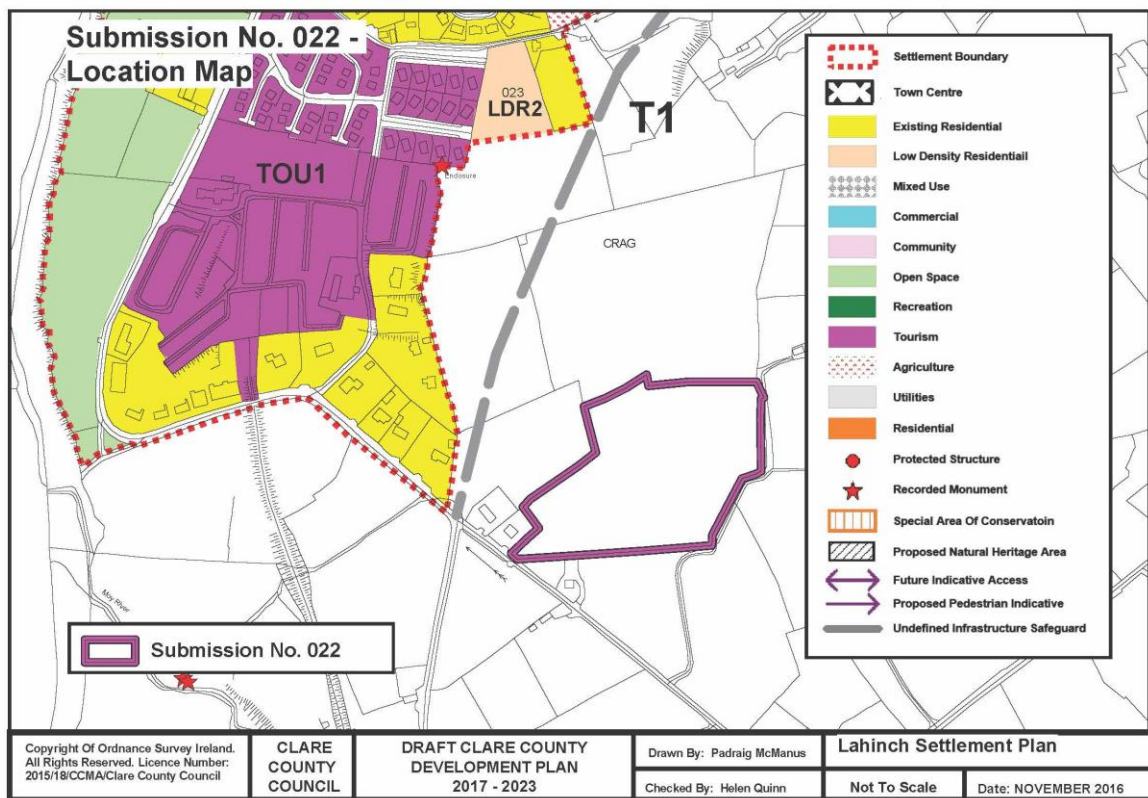 Submission No. 022 -
Location Map
023
LDR2
T1
TOU1
Enclosure
CRAG
Moy River
Submission No. 022
Settlement Boundary
Town Centre
Existing Residential
Low Density Residentiail
Mixed Use
Commercial
Community
Open Space
Recreation
Tourism
Agriculture
Utilities
Residential
Protected Structure
Recorded Monument
Special Area Of Conservatoin
Proposed Natural Heritage Area
Future Indicative Access
Proposed Pedestrian Indicative
Undefined Infrastructure Safeguard
Copyright Of Ordnance Survey Ireland.
All Rights Reserved. Licence Number:
2015/18/CCMA/Clare County Council
CLARE
COUNTY
COUNCIL
DRAFT CLARE COUNTY
DEVELOPMENT PLAN
2017 - 2023
Drawn By: Padraig McManus
Checked By: Helen Quinn
Lahinch Settlement Plan
Not To Scale
Date: NOVEMBER 2016